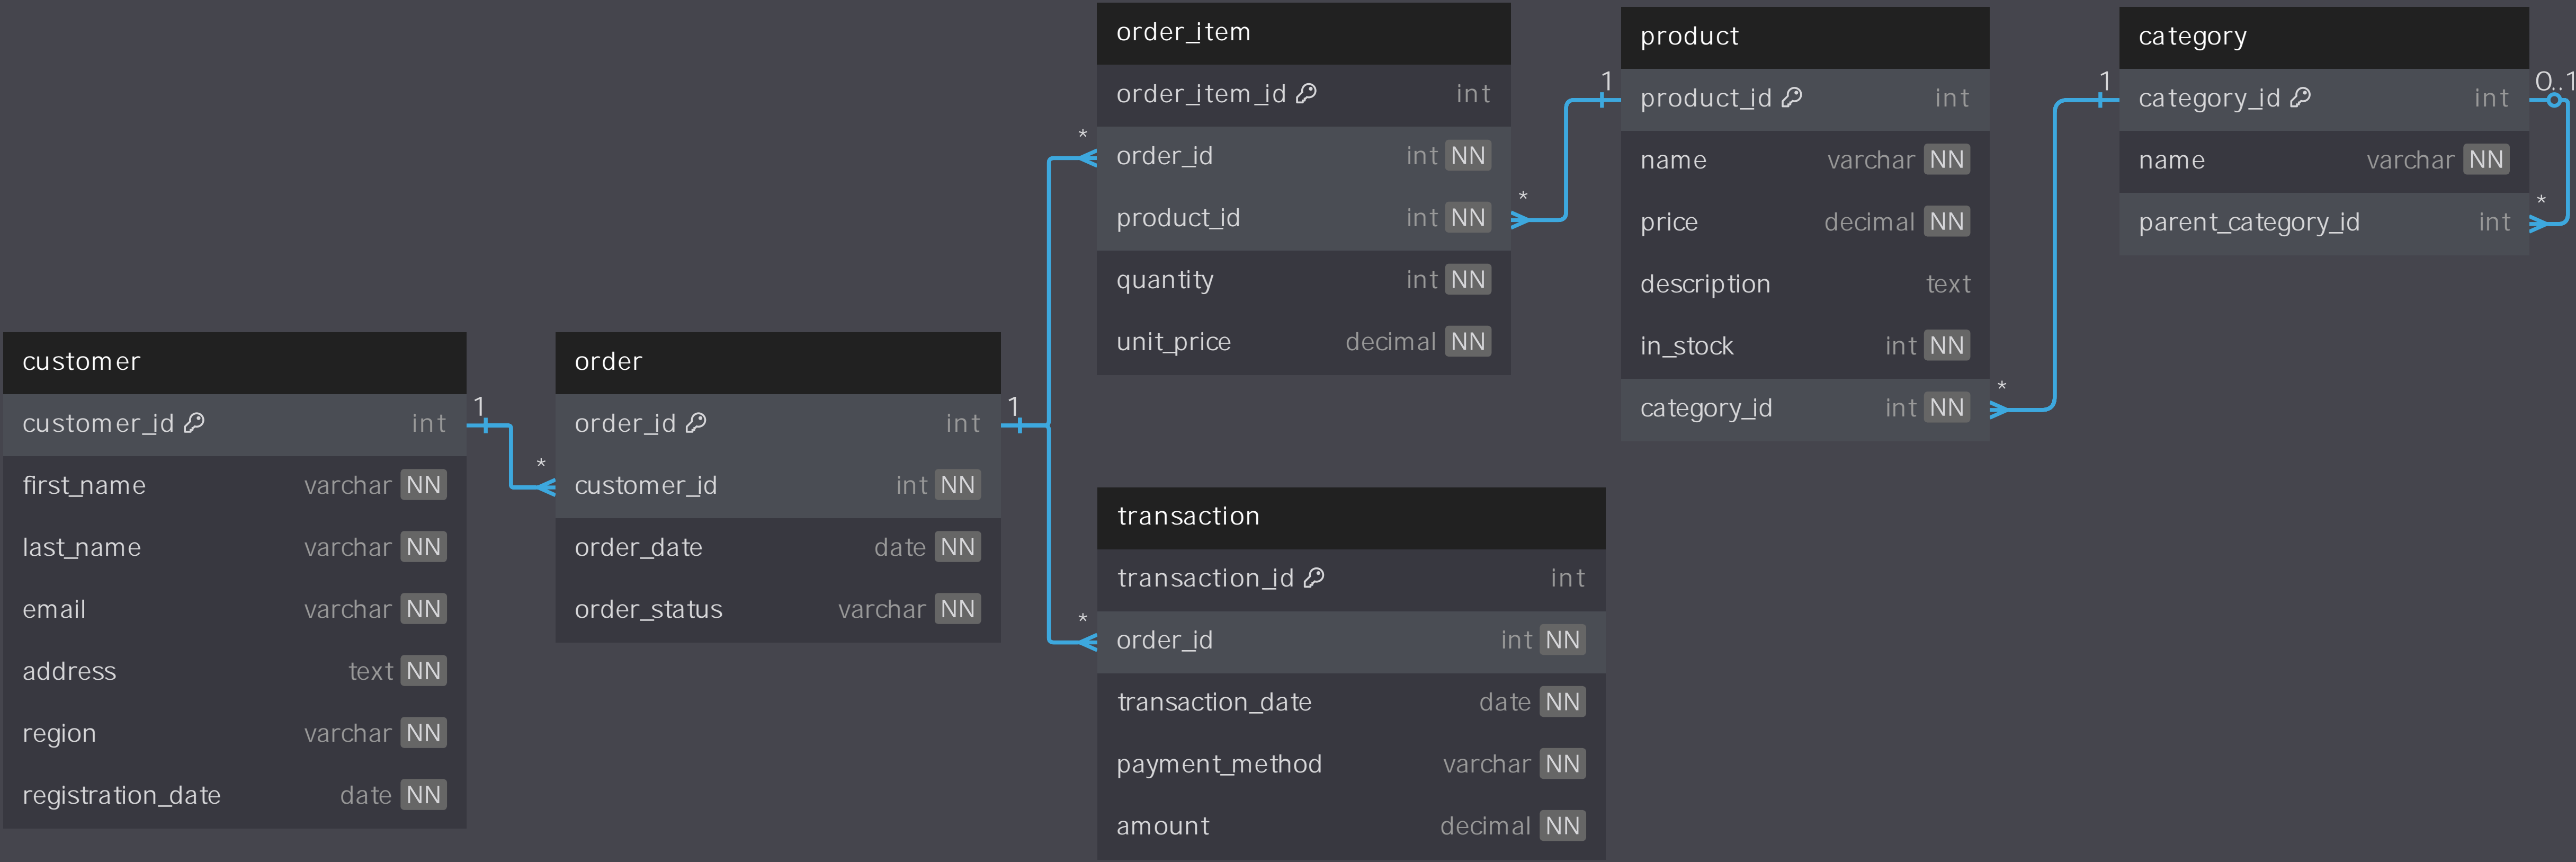 customer
customer_id int
first_name varchar NN
last_name varchar NN
email varchar NN
address text NN
region varchar NN
registration_date date NN
1
*
order
order_id int
customer_id int NN
order_date date NN
order_status varchar NN
1
*
*
order_item
order_item_id int
order_id int NN
product_id int NN
quantity int NN
unit_price decimal NN
*
1
transaction
transaction_id int
order_id int NN
transaction_date date NN
payment_method varchar NN
amount decimal NN
product
product_id int
name varchar NN
price decimal NN
description text
in_stock int NN
category_id int NN
*
1
category
category_id int
name varchar NN
parent_category_id int
0..1
*